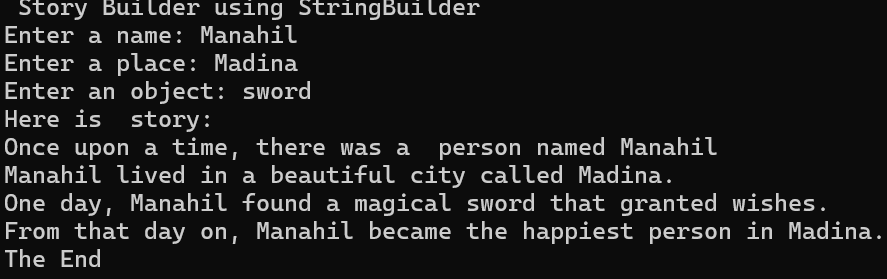 Story Builder using StringBuilder
Enter a name: Manahil
Enter a place: Madina
Enter an object: sword
Here is  story:
Once upon a time, there was a  person named Manahil
Manahil lived in a beautiful city called Madina.
One day, Manahil found a magical sword that granted wishes.
From that day on, Manahil became the happiest person in Madina.
The End